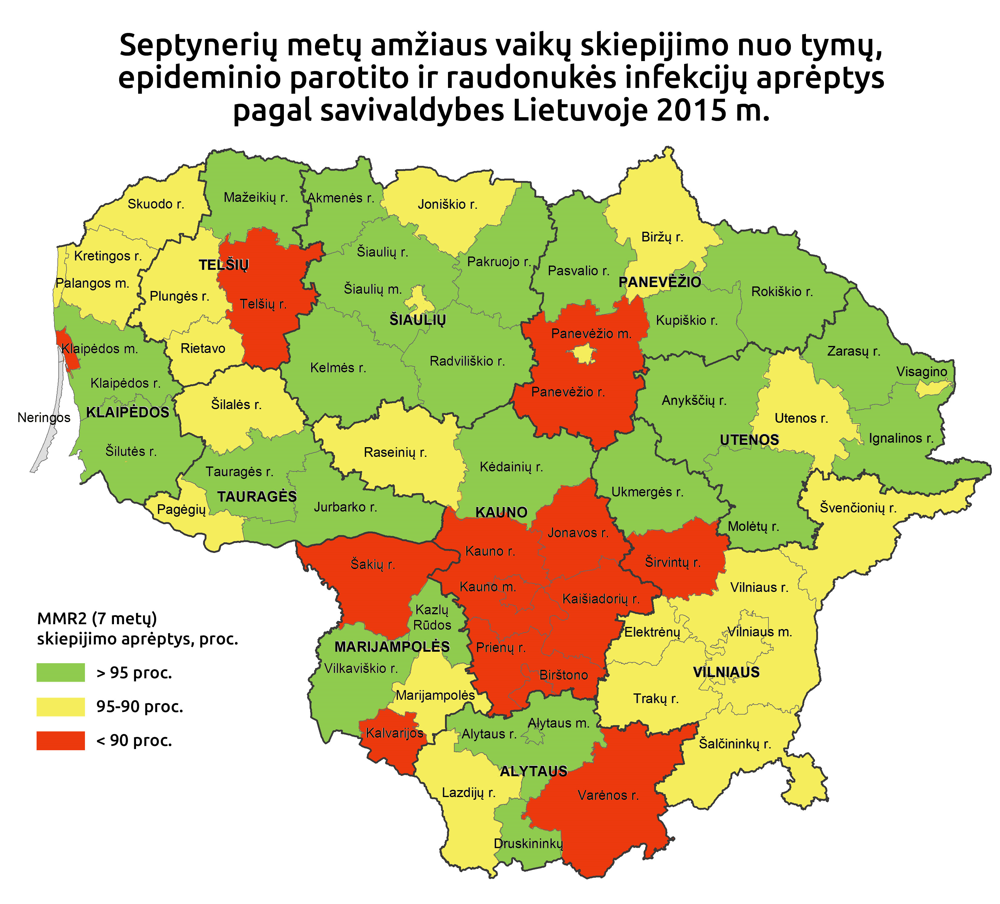 Septynerių metų amžiaus vaikų skiepijimo nuo tymų,
epideminio parotito ir raudonukės infekcijų aprėptys
pagal savivaldybes Lietuvoje 2015 m.
Skuodo r.
Mažeikių r.
Akmenės r.
Joniškio r.
Biržų r.
Kretingos r.
TELŠIŲ
Šiaulių r.
Pakruojo r.
Pasvalio r.
PANEVĖŽIO
Rokiškio r.
Palangos m.
Plungės r.
Telšių r.
Šiaulių m.
ŠIAULIŲ
Kupiškio r.
Panevėžio m.
Klaipėdos m.
Rietavo
Kelmės r.
Radviliškio r.
Zarasų r.
Visagino
Klaipėdos r.
Panevėžio r.
Anykščių r.
Neringos
KLAIPĖDOS
Šilalės r.
Utenos r.
UTENOS
Ignalinos r.
Šilutės r.
Raseinių r.
Kėdainių r.
Tauragės r.
TAURAGĖS
Ukmergės r.
Pagėgių
Jurbarko r.
KAUNO
Švenčionių r.
Molėtų r.
Jonavos r.
Kauno r.
Šakių r.
Širvintų r.
Kauno m.
Kaišiadorių r.
Vilniaus r.
Kazlų
Rūdos
Elektrėnų
Vilniaus m.
MARIJAMPOLĖS
Prienų r.
Vilkaviškio r.
Birštono
VILNIAUS
Marijampolės
Trakų r.
Kalvarijos
Alytaus r.
Alytaus m.
Šalčininkų r.
ALYTAUS
Lazdijų r.
Varėnos r.
Druskininkų
MMR2 (7 metų)
skiepijimo aprėptys, proc.
> 95 proc.
95-90 proc.
< 90 proc.